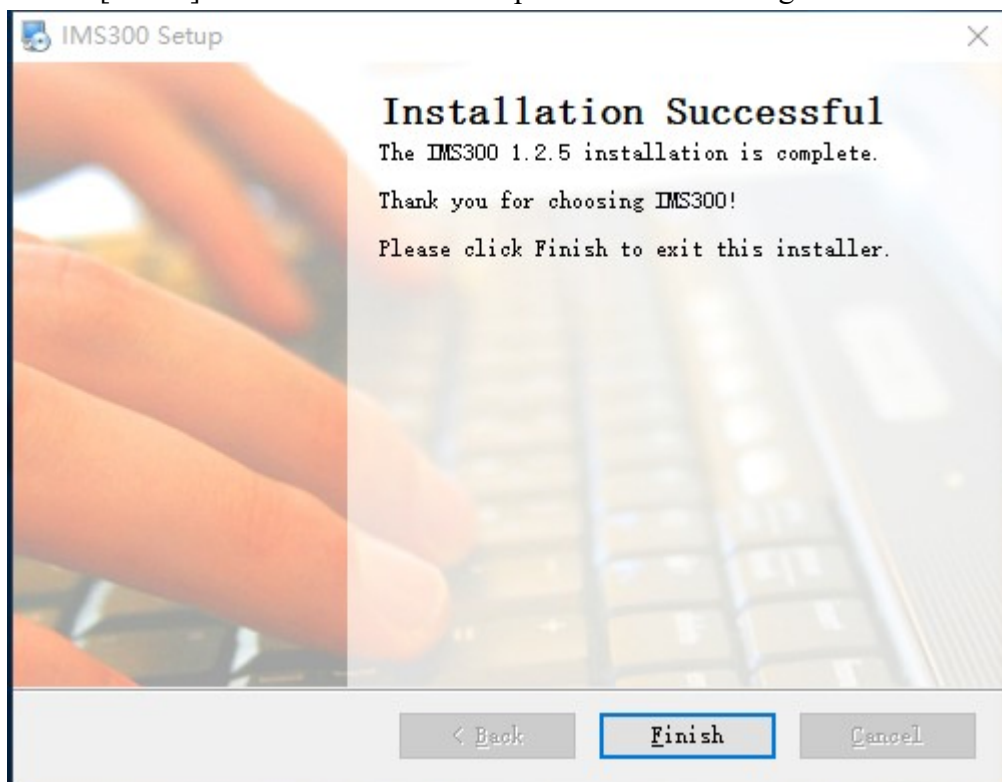 IMS300 Setup
Installation Successful
The IMS300 1.2.5 installation is complete.
Thank you for choosing IMS300!
Please click Finish to exit this installer.
< Back
Finish
Cancel